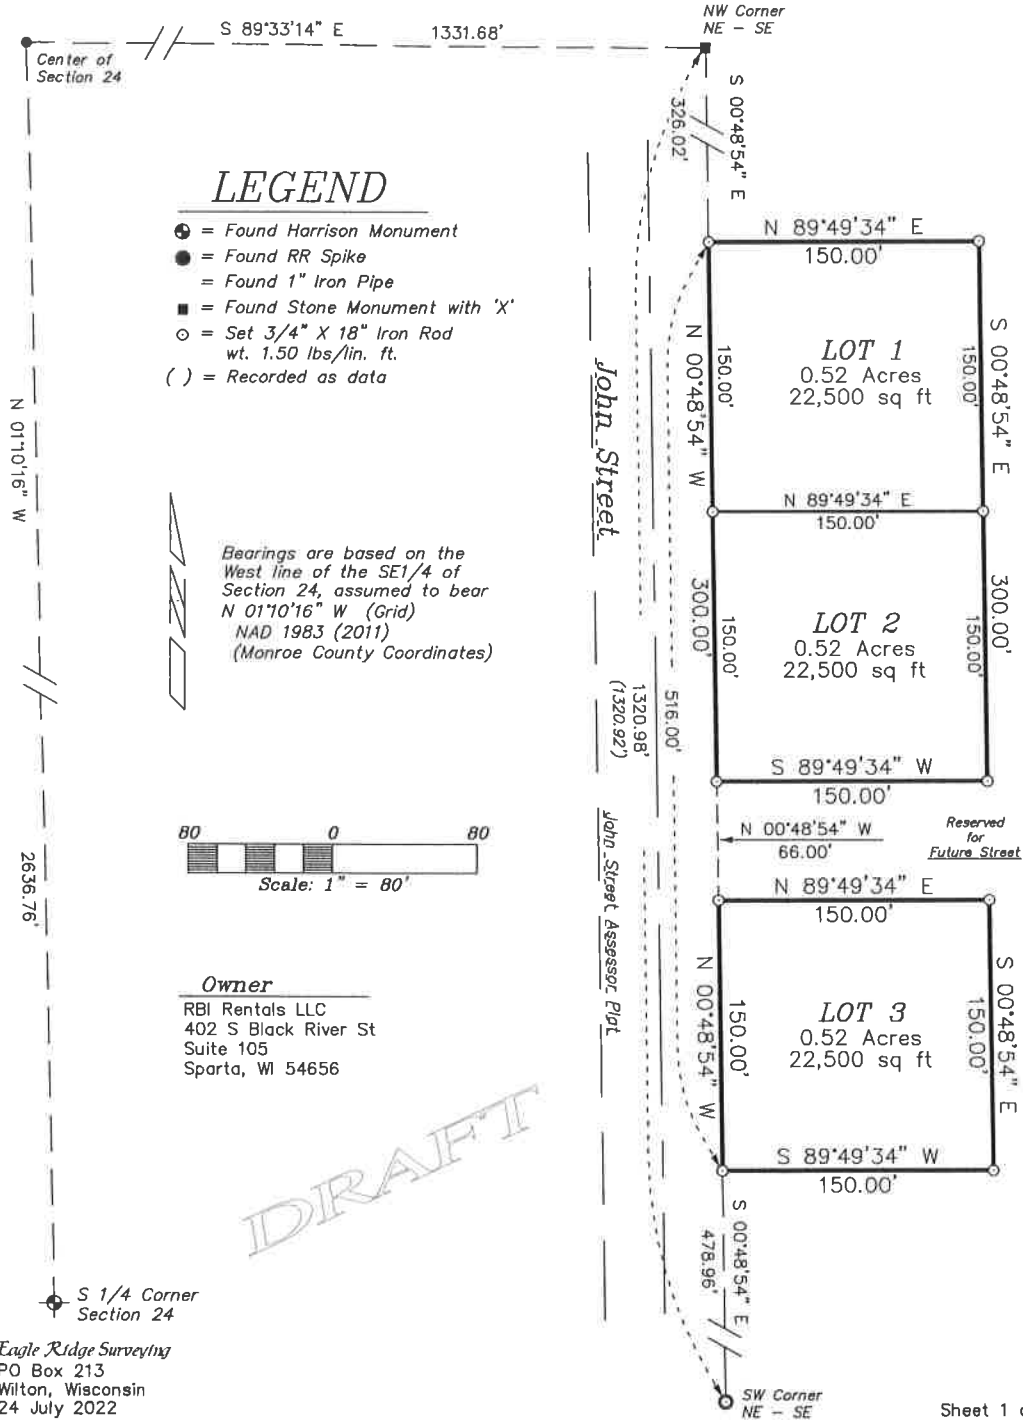 NW Corner
NE - SE
S 89°33'14" E
1331.68'
Center of
Section 24
S 00°48'54" E
326.02'
LEGEND
= Found Harrison Monument
= Found RR Spike
= Found 1" Iron Pipe
= Found Stone Monument with 'X'
= Set 3/4" X 18" Iron Rod
wt. 1.50 lbs/lin. ft.
( ) = Recorded as data
N 89°49'34" E
150.00'
N 00°48'54" W
150.00'
LOT 1
0.52 Acres
22,500 sq ft
150.00'
S 00°48'54" E
N 01°10'16" W
2636.76'
John Street
N 89°49'34" E
150.00'
Bearings are based on the
West line of the SE1/4 of
Section 24, assumed to bear
N 01°10'16" W (Grid)
NAD 1983 (2011)
(Monroe County Coordinates)
N
300.00'
150.00'
LOT 2
0.52 Acres
22,500 sq ft
150.00'
300.00'
516.00'
1320.98'
(1320.92')
S 89°49'34" W
150.00'
80 0 80
Scale: 1" = 80'
N 00°48'54" W
66.00'
Reserved
for
Future Street
John Street Assessor Plat
N 89°49'34" E
150.00'
N 00°48'54" W
150.00'
LOT 3
0.52 Acres
22,500 sq ft
150.00'
S 00°48'54" E
Owner
RBI Rentals LLC
402 S Black River St
Suite 105
Sparta, WI 54656
DRAFT
S 89°49'34" W
150.00'
S 00°48'54" E
478.96'
S 1/4 Corner
Section 24
Eagle Ridge Surveying
PO Box 213
Wilton, Wisconsin
24 July 2022
SW Corner
NE - SE
Sheet 1